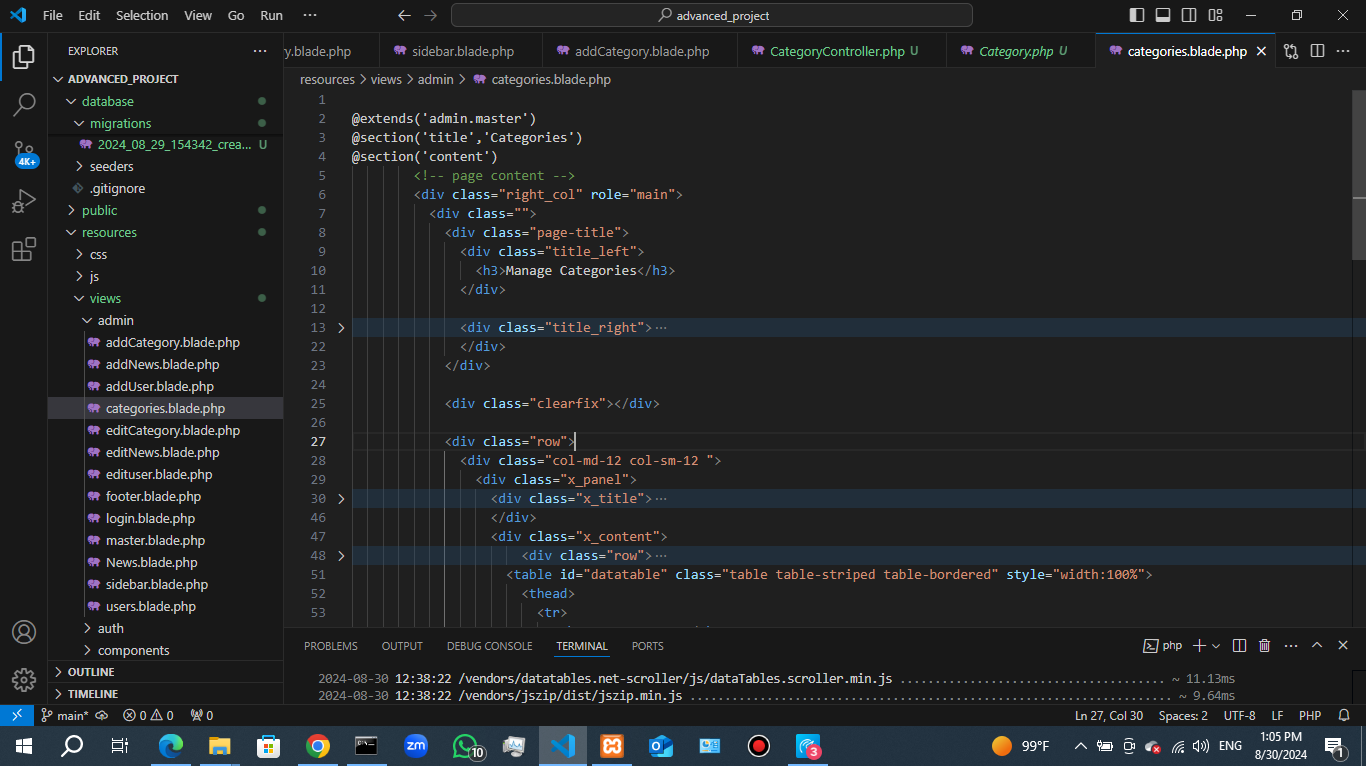 File Edit Selection View Go Run ··· advanced_project
EXPLORER ···
ADVANCED_PROJECT
database
migrations
2024_08_29_154342_crea... U
seeders
.gitignore
public
resources
css
js
views
admin
addCategory.blade.php
addNews.blade.php
addUser.blade.php
categories.blade.php
editCategory.blade.php
editNews.blade.php
edituser.blade.php
footer.blade.php
login.blade.php
master.blade.php
News.blade.php
sidebar.blade.php
users.blade.php
auth
components
OUTLINE
TIMELINE
4K+
y.blade.php sidebar.blade.php addCategory.blade.php CategoryController.php U Category.php U categories.blade.php
resources > views > admin > categories.blade.php
1
2 @extends('admin.master')
3 @section('title','Categories')
4 @section('content')
5 <!-- page content -->
6 <div class="right_col" role="main">
7 <div class="">
8 <div class="page-title">
9 <div class="title_left">
10 <h3>Manage Categories</h3>
11 </div>
12
13 <div class="title_right">···
22 </div>
23 </div>
24
25 <div class="clearfix"></div>
26
27 <div class="row">
28 <div class="col-md-12 col-sm-12 ">
29 <div class="x_panel">
30 <div class="x_title">···
46 </div>
47 <div class="x_content">
48 <div class="row">···
51 <table id="datatable" class="table table-striped table-bordered" style="width:100%">
52 <thead>
53 <tr>
PROBLEMS OUTPUT DEBUG CONSOLE TERMINAL PORTS php
2024-08-30 12:38:22 /vendors/datatables.net-scroller/js/dataTables.scroller.min.js ................................... ~ 11.13ms
2024-08-30 12:38:22 /vendors/jszip/dist/jszip.min.js ............................................................... ~ 9.64ms
main* 0 0 0 Ln 27, Col 30 Spaces: 2 UTF-8 LF PHP
zm 10 3 99°F ENG 1:05 PM
8/30/2024 1